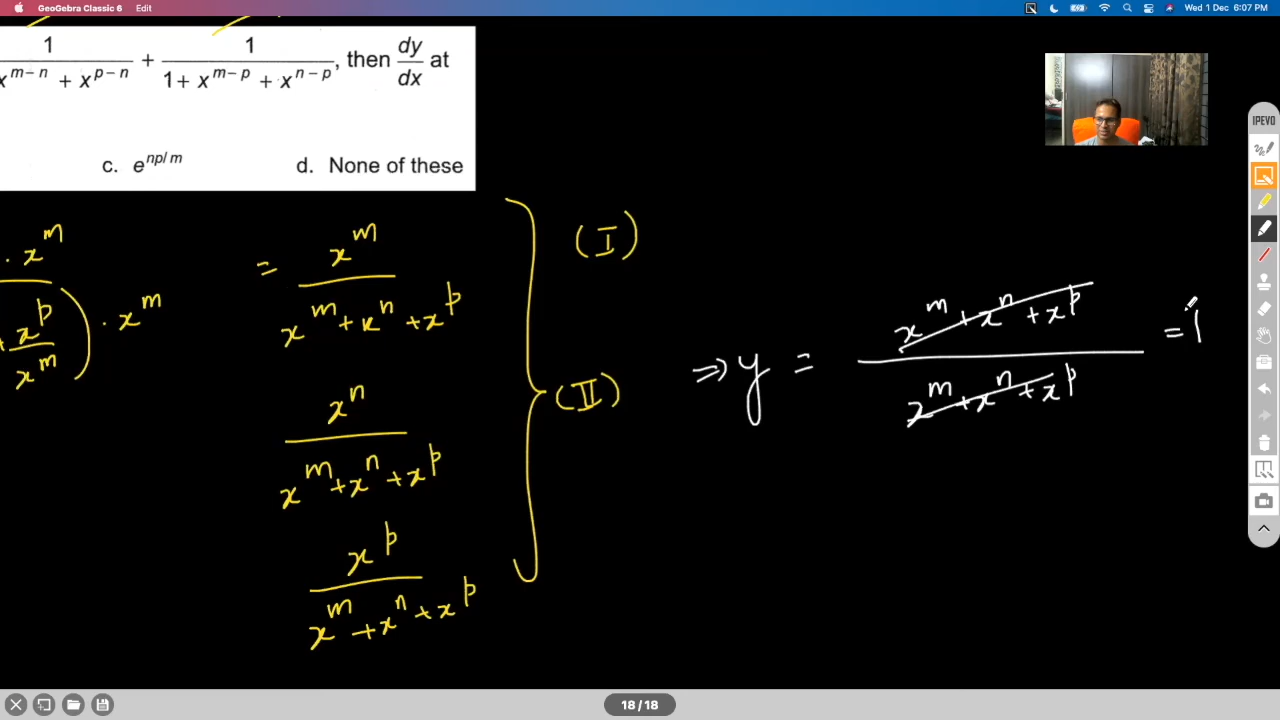 GeoGebra Classic 6 Edit Wed 1 Dec 6:07 PM
1/(x^{m-n} + x^{p-n}) + 1/(1 + x^{m-p} + x^{n-p}), then dy/dx at
c. e^{np/m} d. None of these
IPEVO
· x^m
+ x^p/x^m) · x^m
= x^m/(x^m + x^n + x^p)
(I)
x^n/(x^m + x^n + x^p)
(II)
x^p/(x^m + x^n + x^p)
⇒ y = (x^m + x^n + x^p)/(x^m + x^n + x^p) = 1
18 / 18